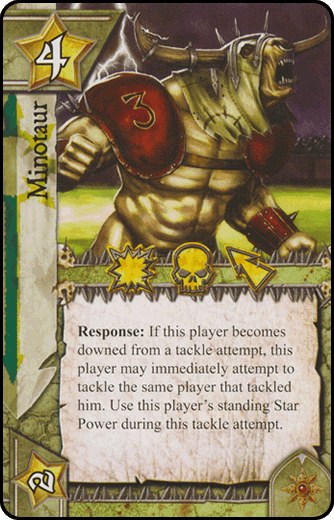 4
Minotaur
3
Response: If this player becomes
downed from a tackle attempt, this
player may immediately attempt to
tackle the same player that tackled
him. Use this player's standing Star
Power during this tackle attempt.
2